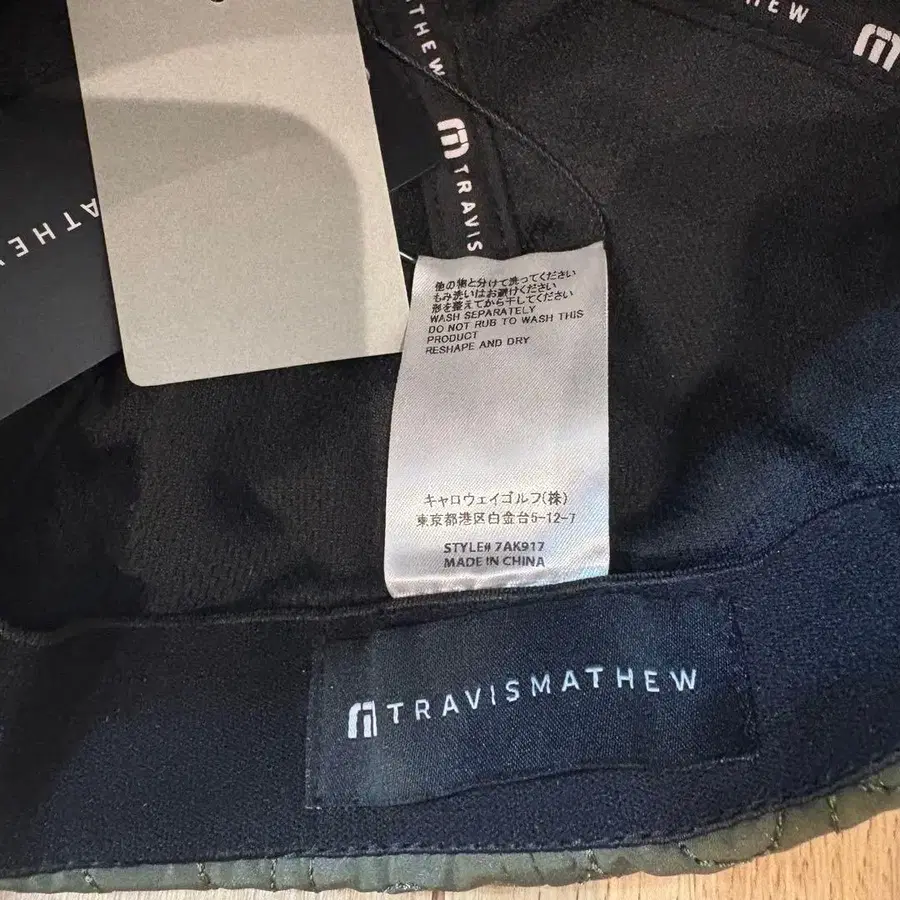 MATHEW
TRAVIS
HEW
ATHE
他の物と分けて洗ってください
もみ洗いはお避けください
形を整えてから干してください
WASH SEPARATELY
DO NOT RUB TO WASH THIS
PRODUCT
RESHAPE AND DRY
キャロウェイゴルフ(株)
東京都港区白金台5-12-7
STYLE# 7AK917
MADE IN CHINA
TRAVISMATHEW